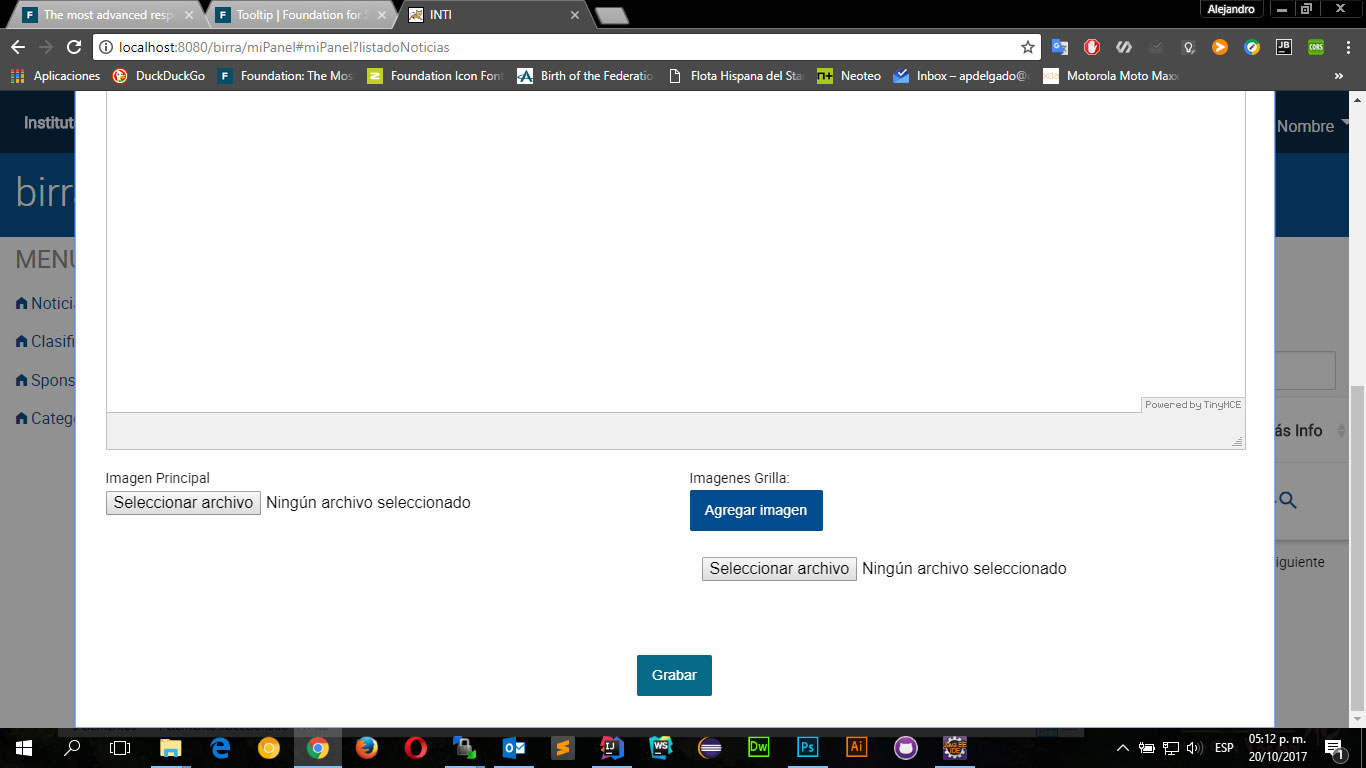 The most advanced resp
Tooltip | Foundation for S
INTI
Alejandro
localhost:8080/birra/miPanel#miPanel?listadoNoticias
Aplicaciones
DuckDuckGo
Foundation: The Mos
Foundation Icon Font
Birth of the Federatio
Flota Hispana del Sta
Neoteo
Inbox – apdelgado@
Motorola Moto Maxx
»
Institut
Nombre
birra
MENU
Notici
Clasifi
Spons
Catego
ás Info
iguiente
Powered by TinyMCE
Imagen Principal
Seleccionar archivo Ningún archivo seleccionado
Imagenes Grilla:
Agregar imagen
Seleccionar archivo Ningún archivo seleccionado
Grabar
ESP
05:12 p. m.
20/10/2017